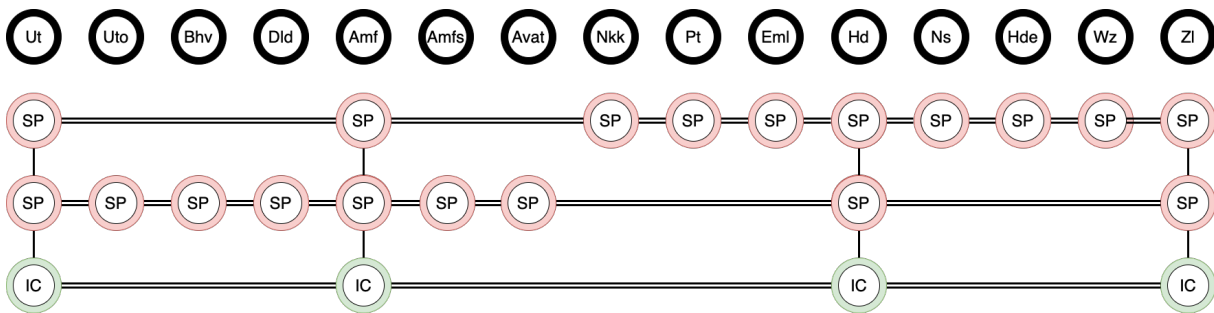 Ut Uto Bhv Dld Amf Amfs Avat Nkk Pt Eml Hd Ns Hde Wz Zl
SP SP SP SP SP SP SP SP SP SP
SP SP SP SP SP SP SP SP SP
IC IC IC IC